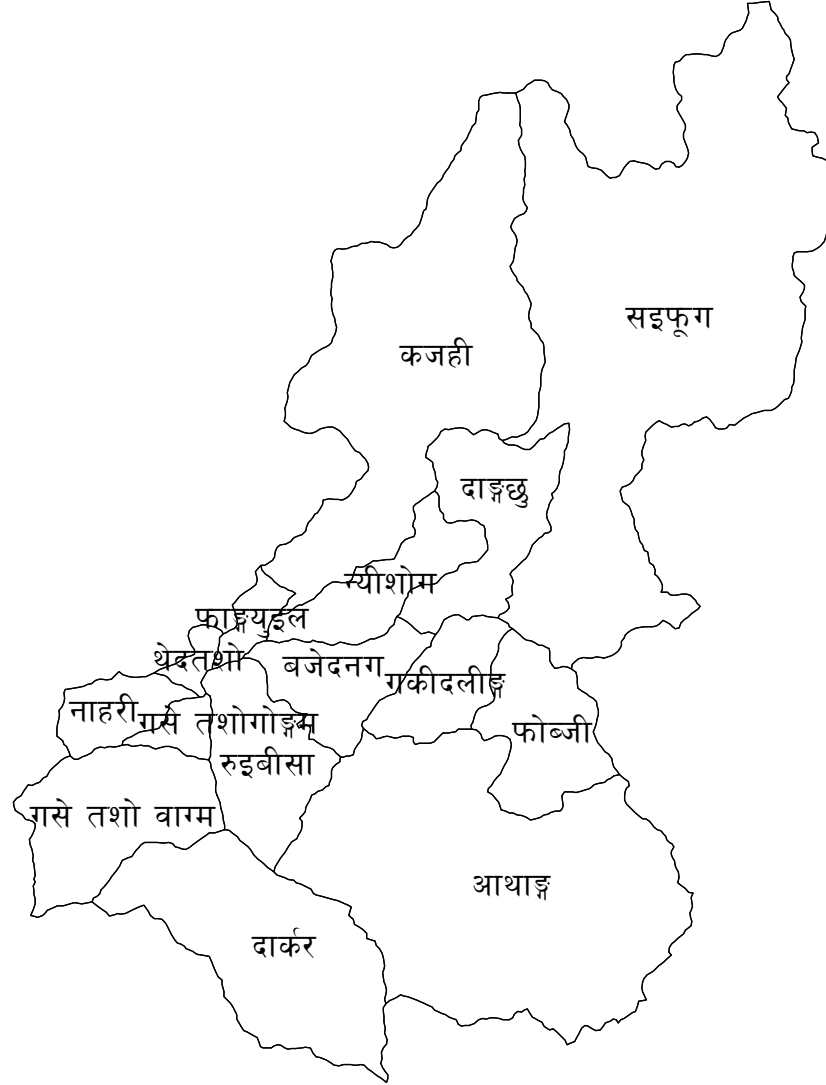 सइफूग
कजही
दाङ्गछु
न्यीशोम
फाङ्गयुइल
थेदतशो
बजेदनग
गकीदलीङ्ग
नाहरी
गसे तशोगोङ्गम
फोब्जी
रुइबीसा
गसे तशो वाग्म
आथाङ्ग
दार्कर